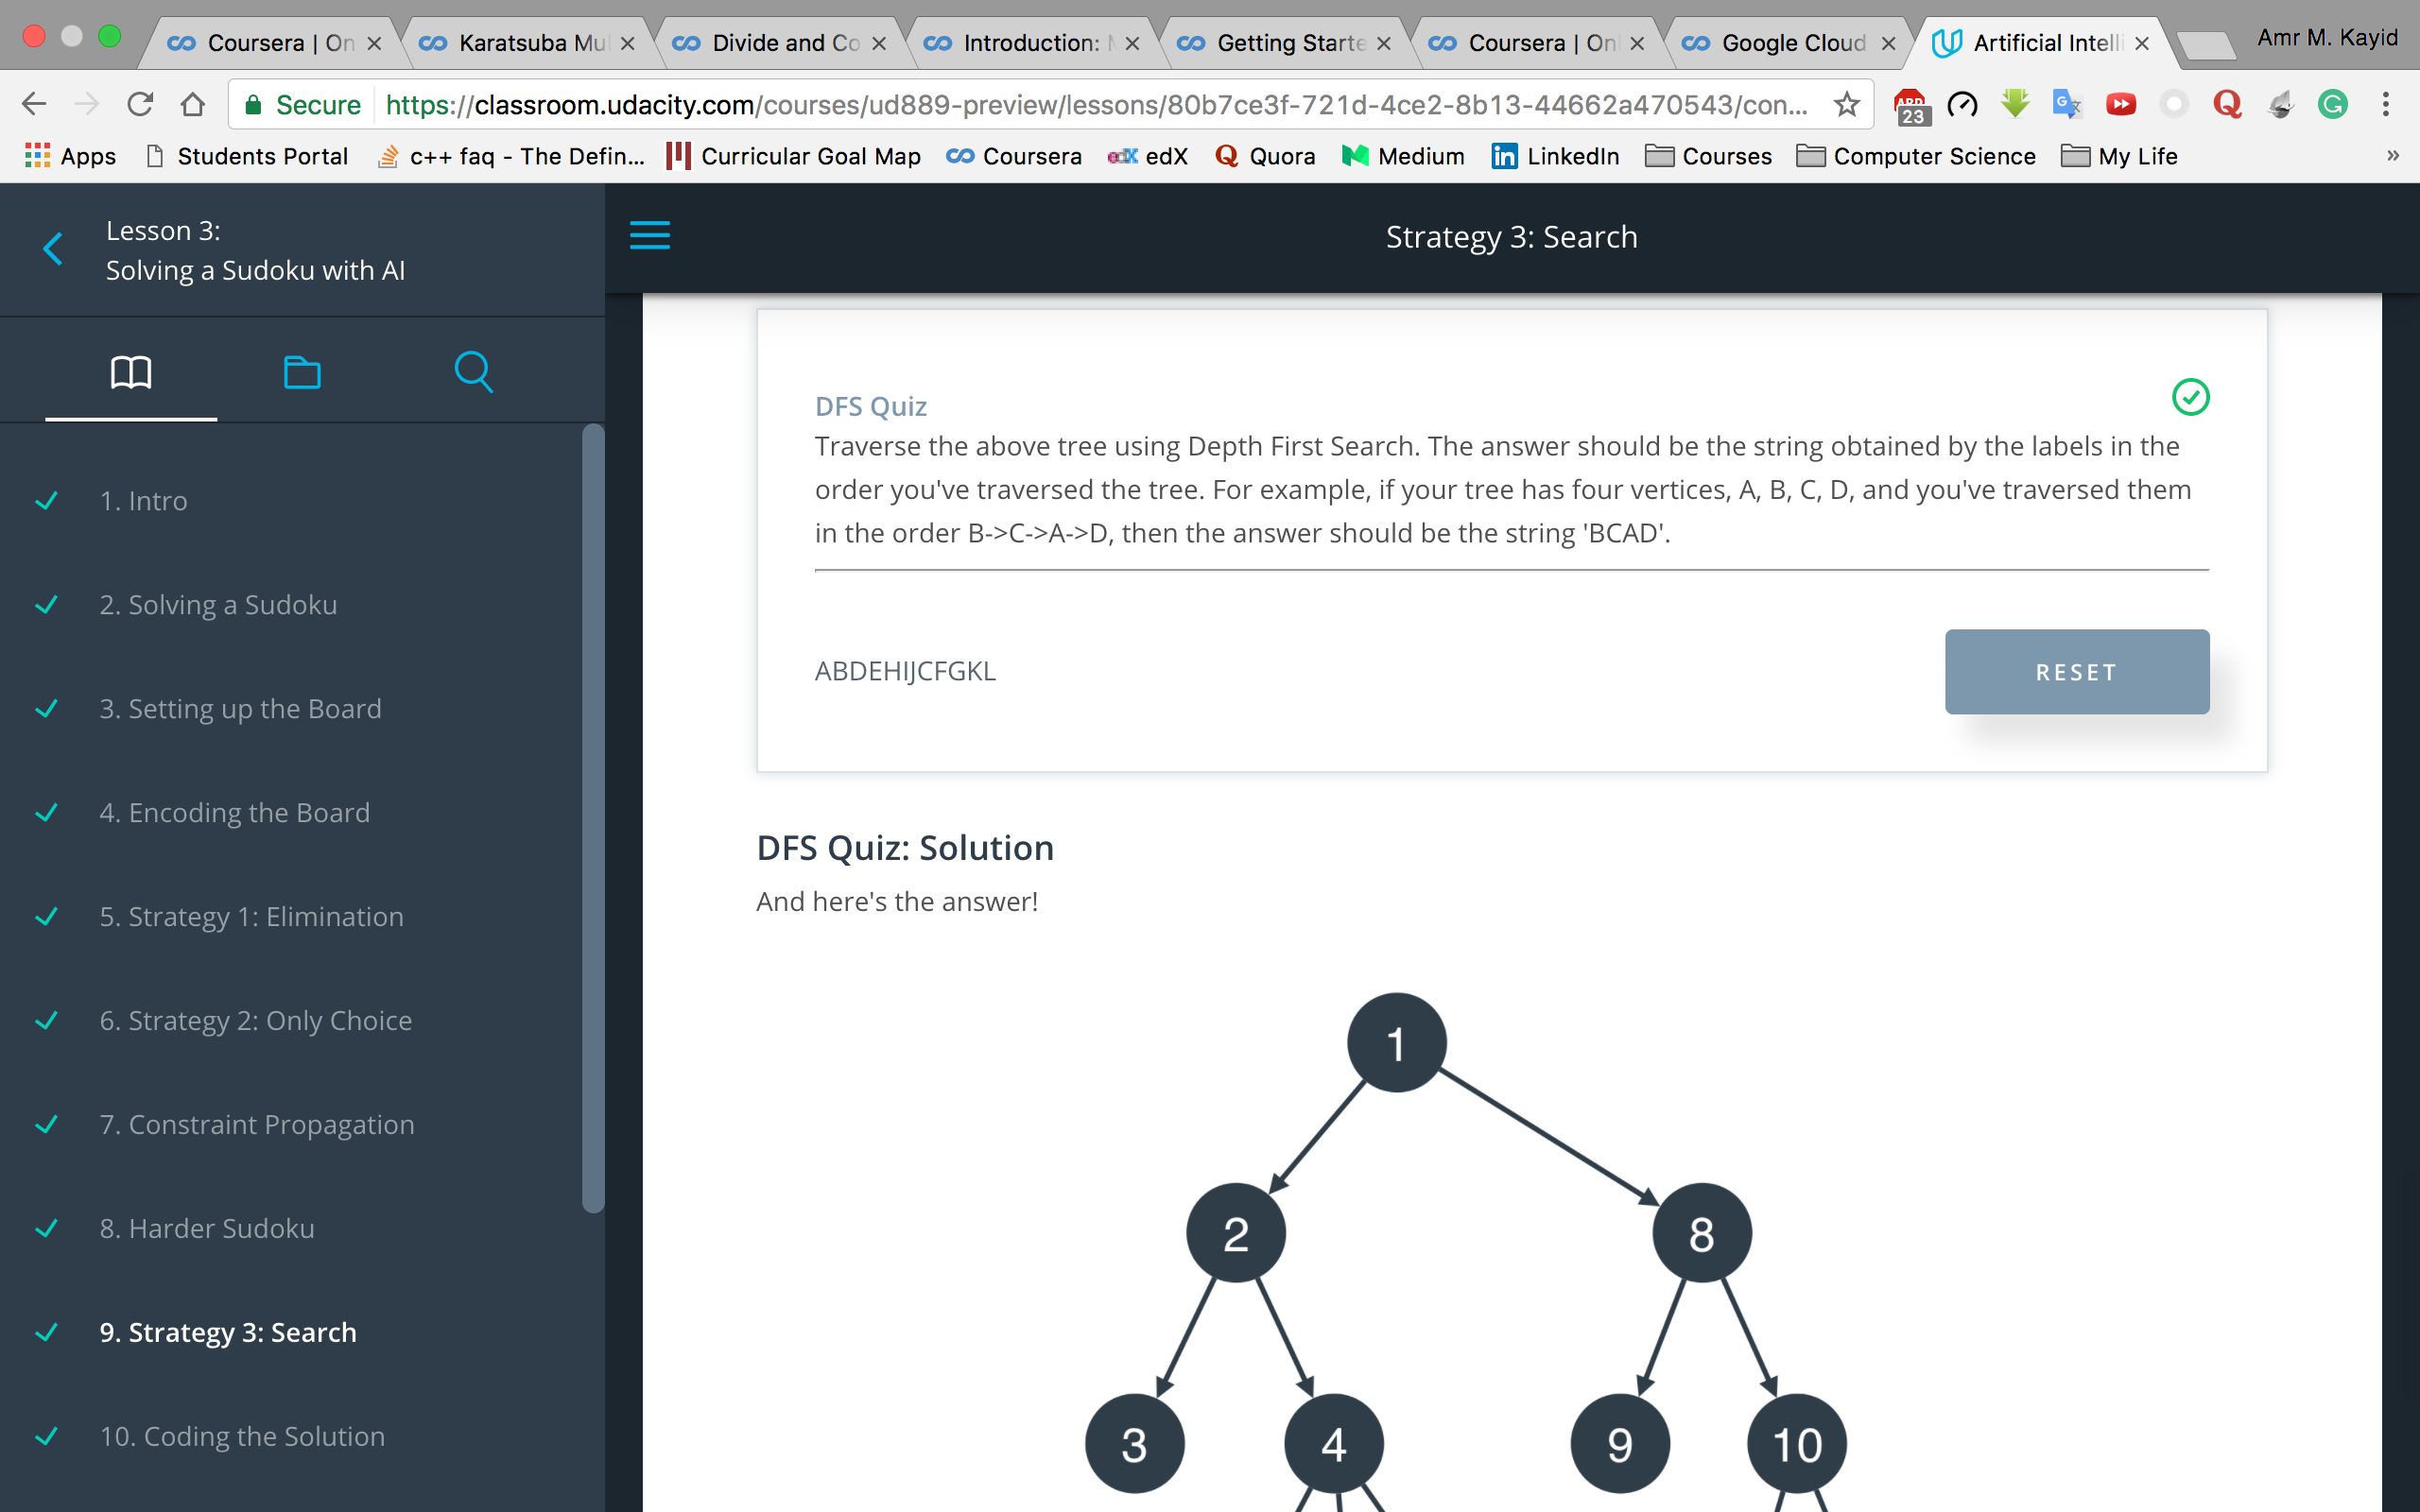 Coursera | On
Karatsuba Mul
Divide and Co
Introduction: M
Getting Starte
Coursera | Onl
Google Cloud
Artificial Intelli
Amr M. Kayid
Secure https://classroom.udacity.com/courses/ud889-preview/lessons/80b7ce3f-721d-4ce2-8b13-44662a470543/con...
23
Apps
Students Portal
c++ faq - The Defin...
Curricular Goal Map
Coursera
edX
Quora
Medium
LinkedIn
Courses
Computer Science
My Life
»
Lesson 3:
Solving a Sudoku with AI
1. Intro
2. Solving a Sudoku
3. Setting up the Board
4. Encoding the Board
5. Strategy 1: Elimination
6. Strategy 2: Only Choice
7. Constraint Propagation
8. Harder Sudoku
9. Strategy 3: Search
10. Coding the Solution
Strategy 3: Search
DFS Quiz
Traverse the above tree using Depth First Search. The answer should be the string obtained by the labels in the
order you've traversed the tree. For example, if your tree has four vertices, A, B, C, D, and you've traversed them
in the order B->C->A->D, then the answer should be the string 'BCAD'.
ABDEHIJCFGKL
RESET
DFS Quiz: Solution
And here's the answer!
1
2 8
3 4 9 10